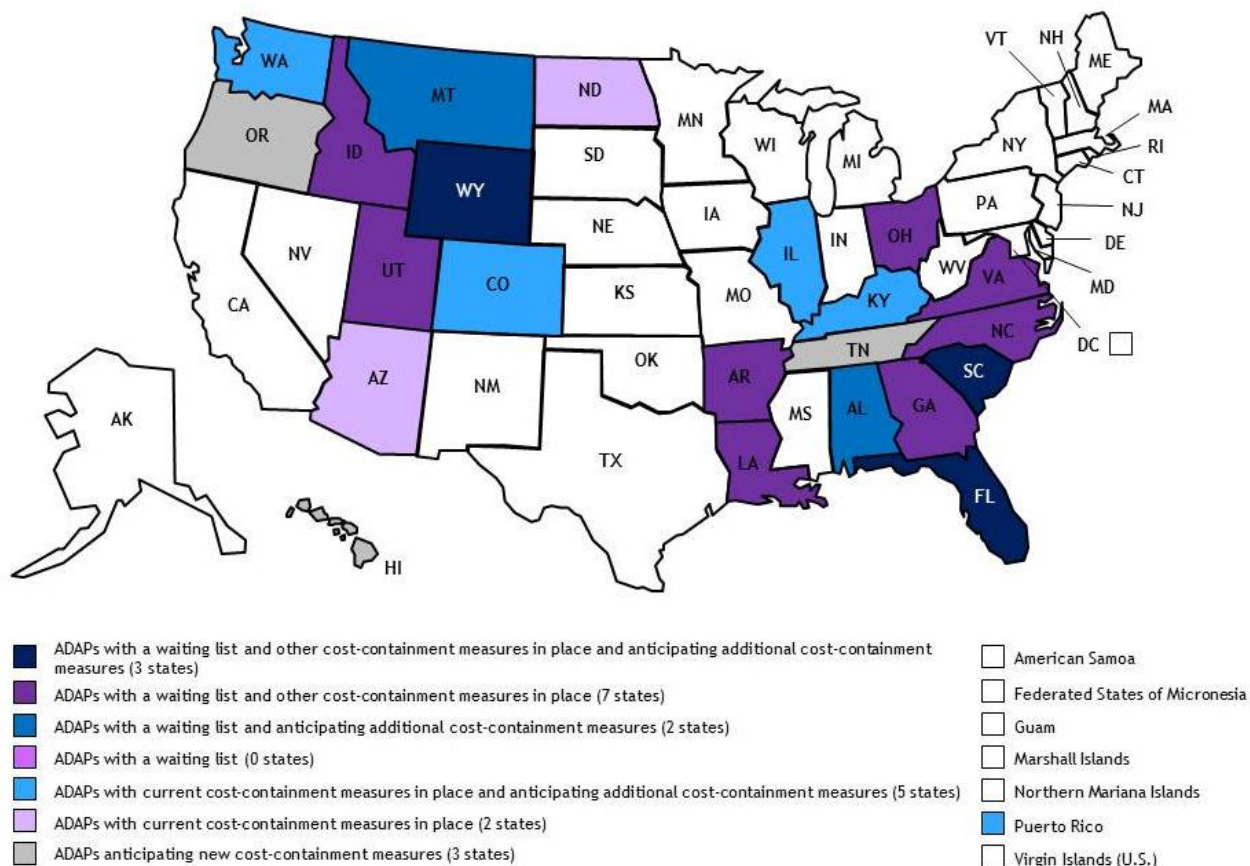 VT
NH
ME
WA
MT
ND
MN
MA
OR
ID
SD
WI
MI
NY
RI
WY
CT
IA
PA
NJ
NV
NE
IL
IN
OH
DE
UT
CO
WV
VA
MD
CA
KS
MO
KY
DC
AZ
NM
OK
AR
TN
NC
SC
MS
AL
GA
AK
TX
LA
FL
HI
ADAPs with a waiting list and other cost-containment measures in place and anticipating additional cost-containment
measures (3 states)
ADAPs with a waiting list and other cost-containment measures in place (7 states)
ADAPs with a waiting list and anticipating additional cost-containment measures (2 states)
ADAPs with a waiting list (0 states)
ADAPs with current cost-containment measures in place and anticipating additional cost-containment measures (5 states)
ADAPs with current cost-containment measures in place (2 states)
ADAPs anticipating new cost-containment measures (3 states)
American Samoa
Federated States of Micronesia
Guam
Marshall Islands
Northern Mariana Islands
Puerto Rico
Virgin Islands (U.S.)